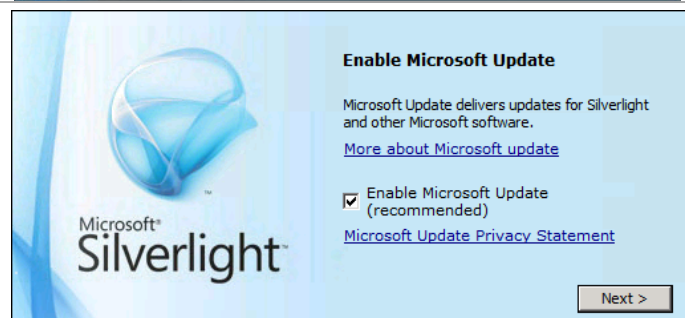 Enable Microsoft Update
Microsoft Update delivers updates for Silverlight
and other Microsoft software.
More about Microsoft update
Enable Microsoft Update
(recommended)
Microsoft Update Privacy Statement
™
Microsoft®
Silverlight™
Next >